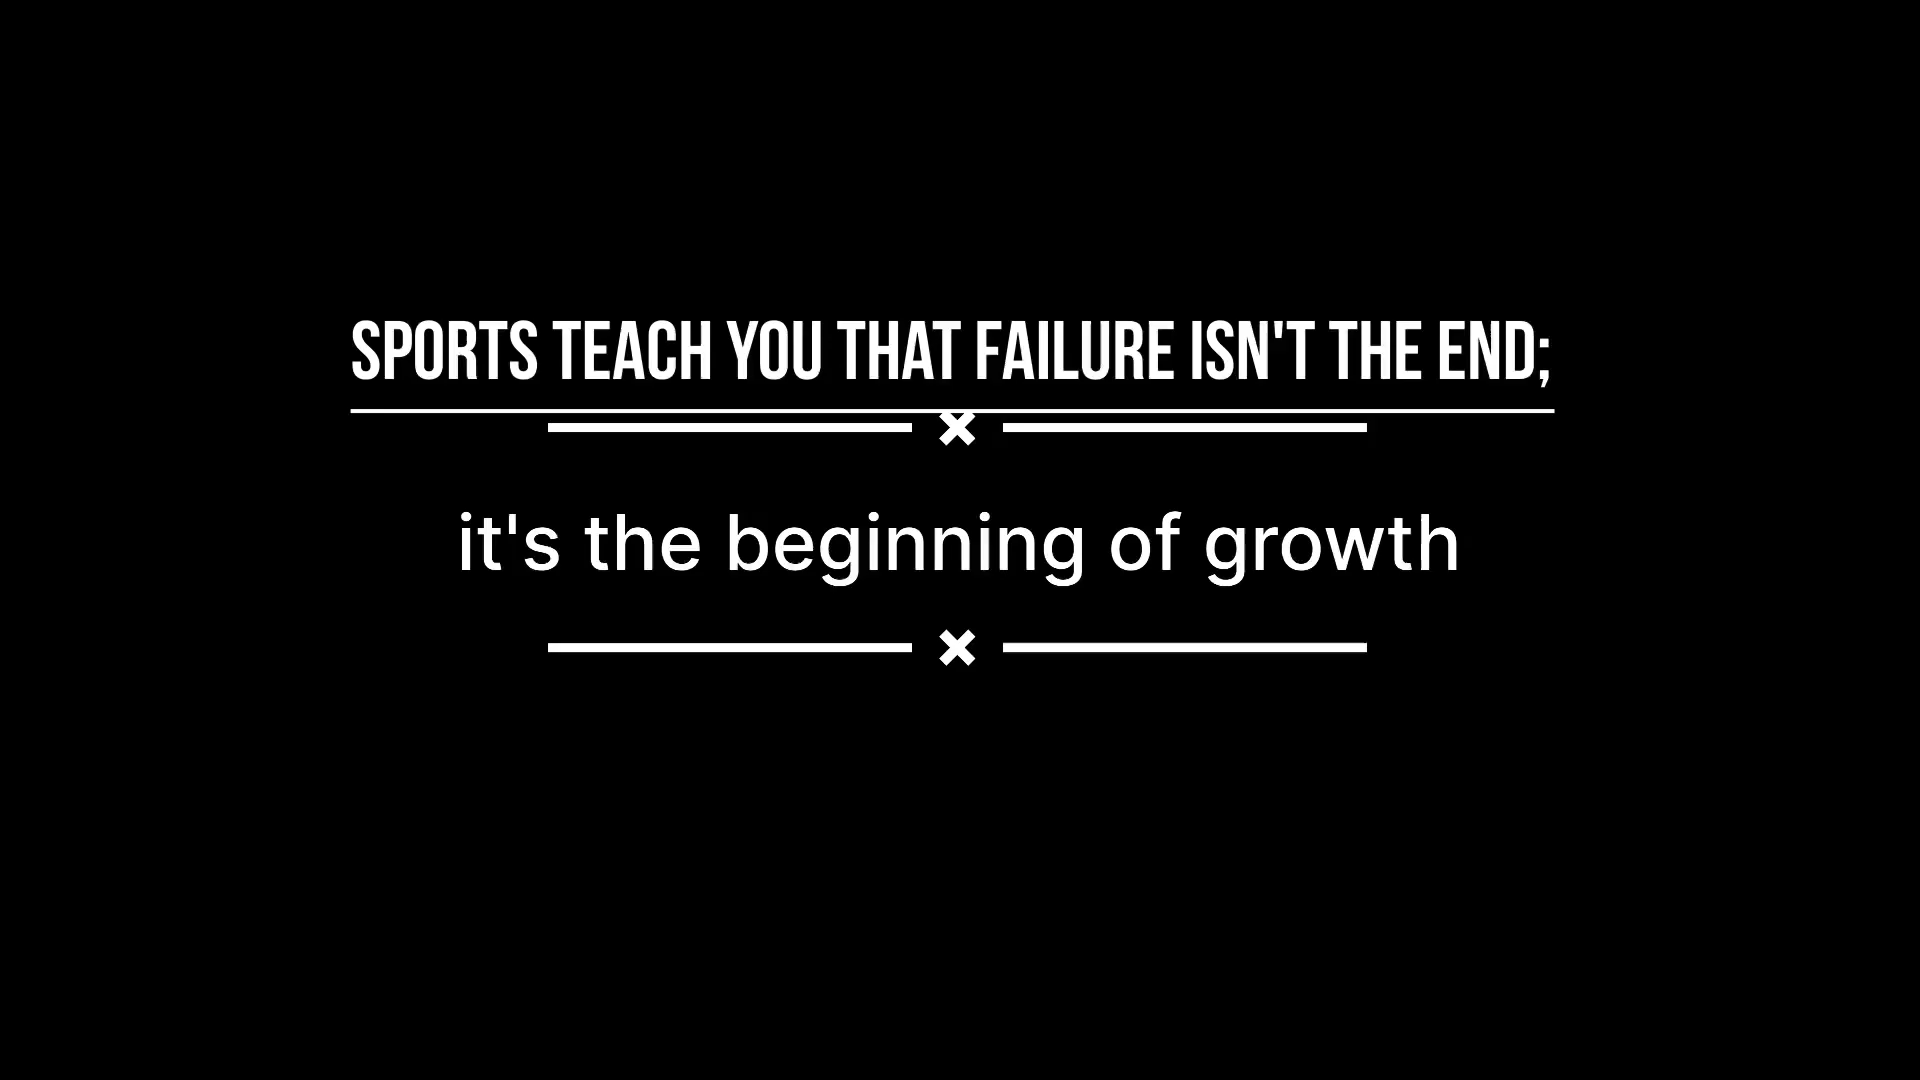 SPORTS TEACH YOU THAT FAILURE ISN'T THE END;
it's the beginning of growth